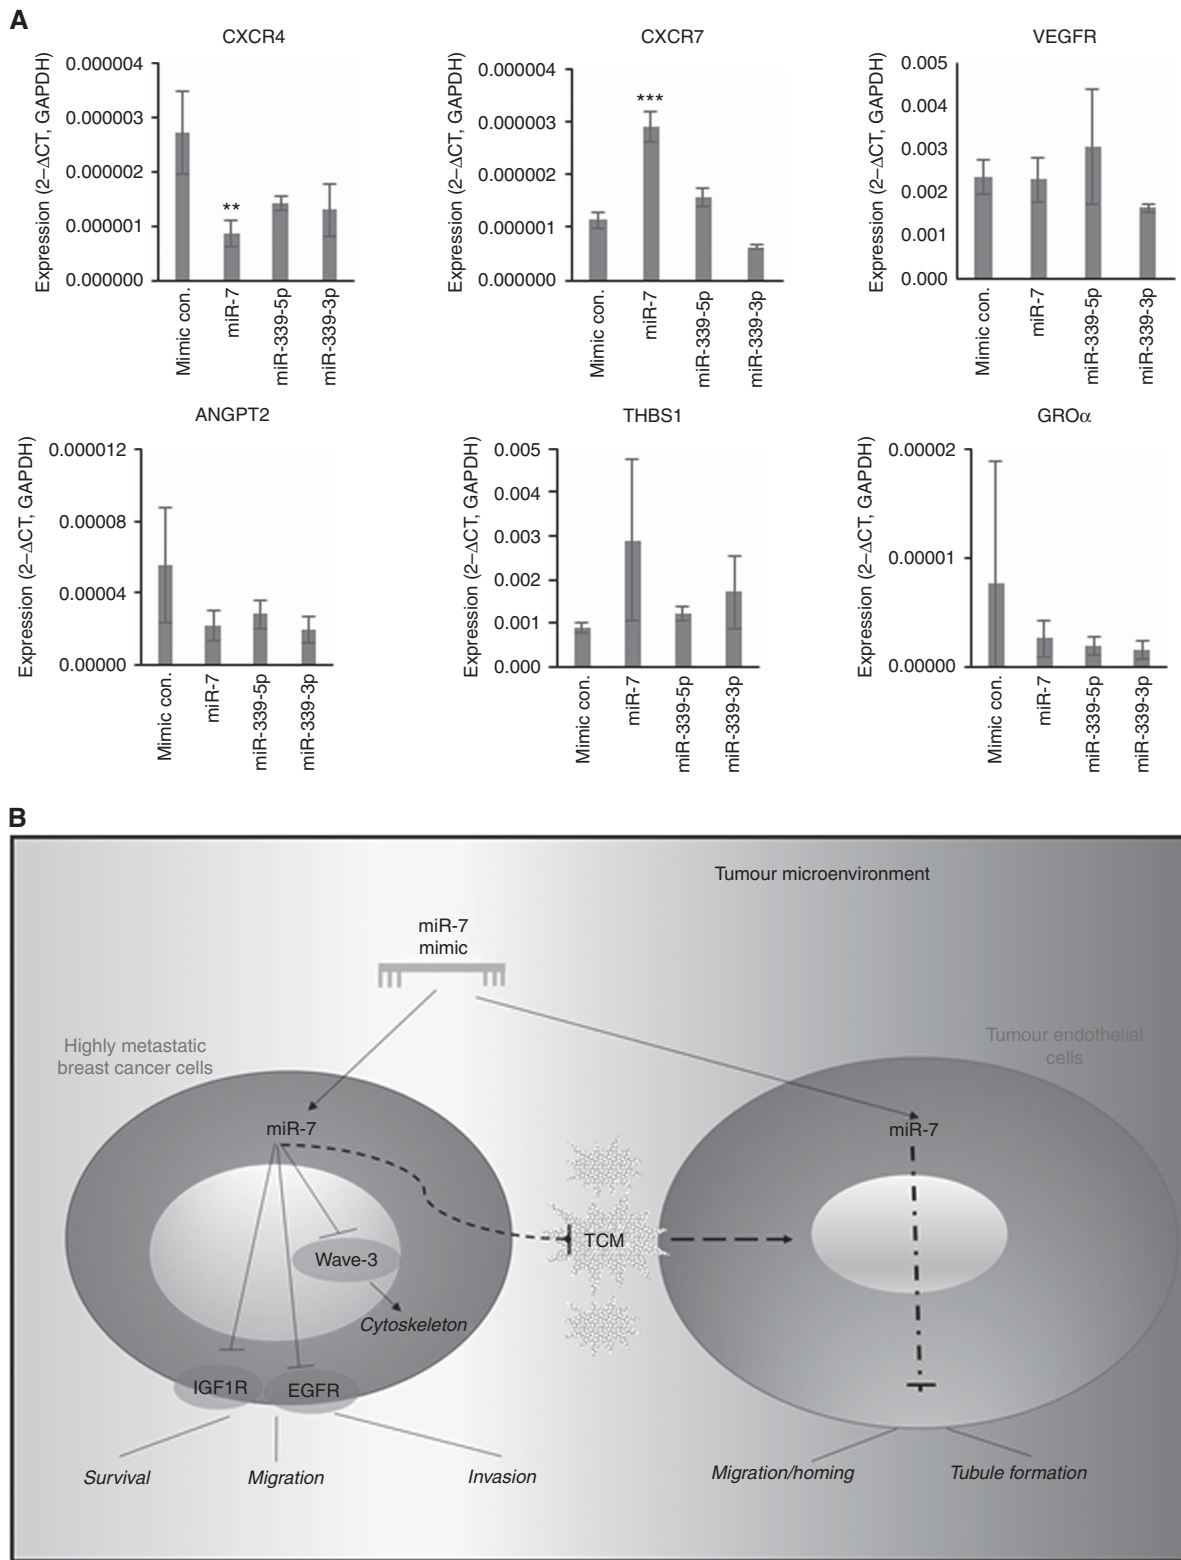 A
CXCR4
CXCR7
VEGFR
Expression (2–ΔCT, GAPDH)
0.000004
0.000003
0.000002
0.000001
0.000000
**
Mimic con.
miR-7
miR-339-5p
miR-339-3p
Expression (2–ΔCT, GAPDH)
0.000004
0.000003
0.000002
0.000001
0.000000
***
Mimic con.
miR-7
miR-339-5p
miR-339-3p
Expression (2–ΔCT, GAPDH)
0.005
0.004
0.003
0.002
0.001
0.000
Mimic con.
miR-7
miR-339-5p
miR-339-3p
ANGPT2
THBS1
GROα
Expression (2–ΔCT, GAPDH)
0.000012
0.00008
0.00004
0.00000
Mimic con.
miR-7
miR-339-5p
miR-339-3p
Expression (2–ΔCT, GAPDH)
0.005
0.004
0.003
0.002
0.001
0.000
Mimic con.
miR-7
miR-339-5p
miR-339-3p
Expression (2–ΔCT, GAPDH)
0.00002
0.00001
0.00000
Mimic con.
miR-7
miR-339-5p
miR-339-3p
B
Tumour microenvironment
miR-7
mimic
Highly metastatic
breast cancer cells
Tumour endothelial
cells
miR-7
miR-7
TCM
Wave-3
Cytoskeleton
IGF1R
EGFR
Survival
Migration
Invasion
Migration/homing
Tubule formation